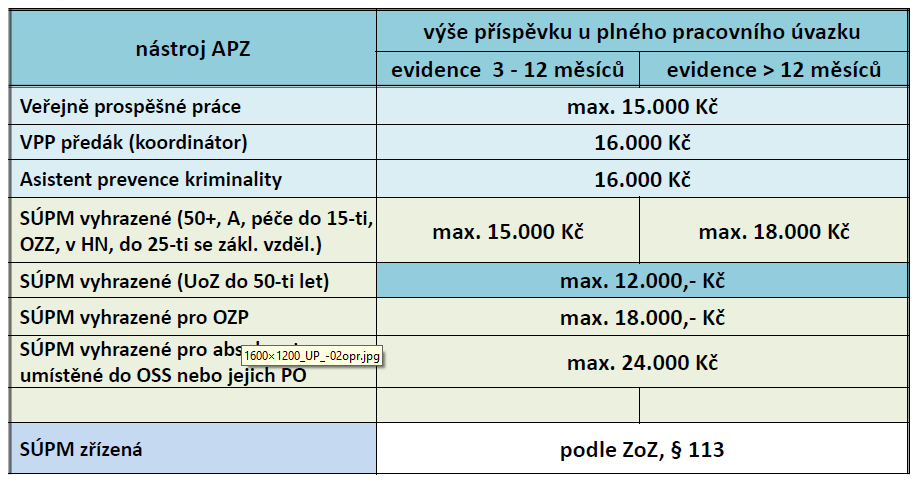 nástroj APZ
výše příspěvku u plného pracovního úvazku
evidence 3 - 12 měsíců
evidence > 12 měsíců
Veřejně prospěšné práce
max. 15.000 Kč
VPP předák (koordinátor)
16.000 Kč
Asistent prevence kriminality
16.000 Kč
SÚPM vyhrazené (50+, A, péče do 15-ti,
OZZ, v HN, do 25-ti se zákl. vzděl.)
max. 15.000 Kč
max. 18.000 Kč
SÚPM vyhrazené (UoZ do 50-ti let)
max. 12.000,- Kč
SÚPM vyhrazené pro OZP
max. 18.000,- Kč
SÚPM vyhrazené pro
1600×1200_UP_-02opr.jpg
umístěné do OSS nebo jejich PO
max. 24.000 Kč
SÚPM zřízená
podle ZoZ, § 113